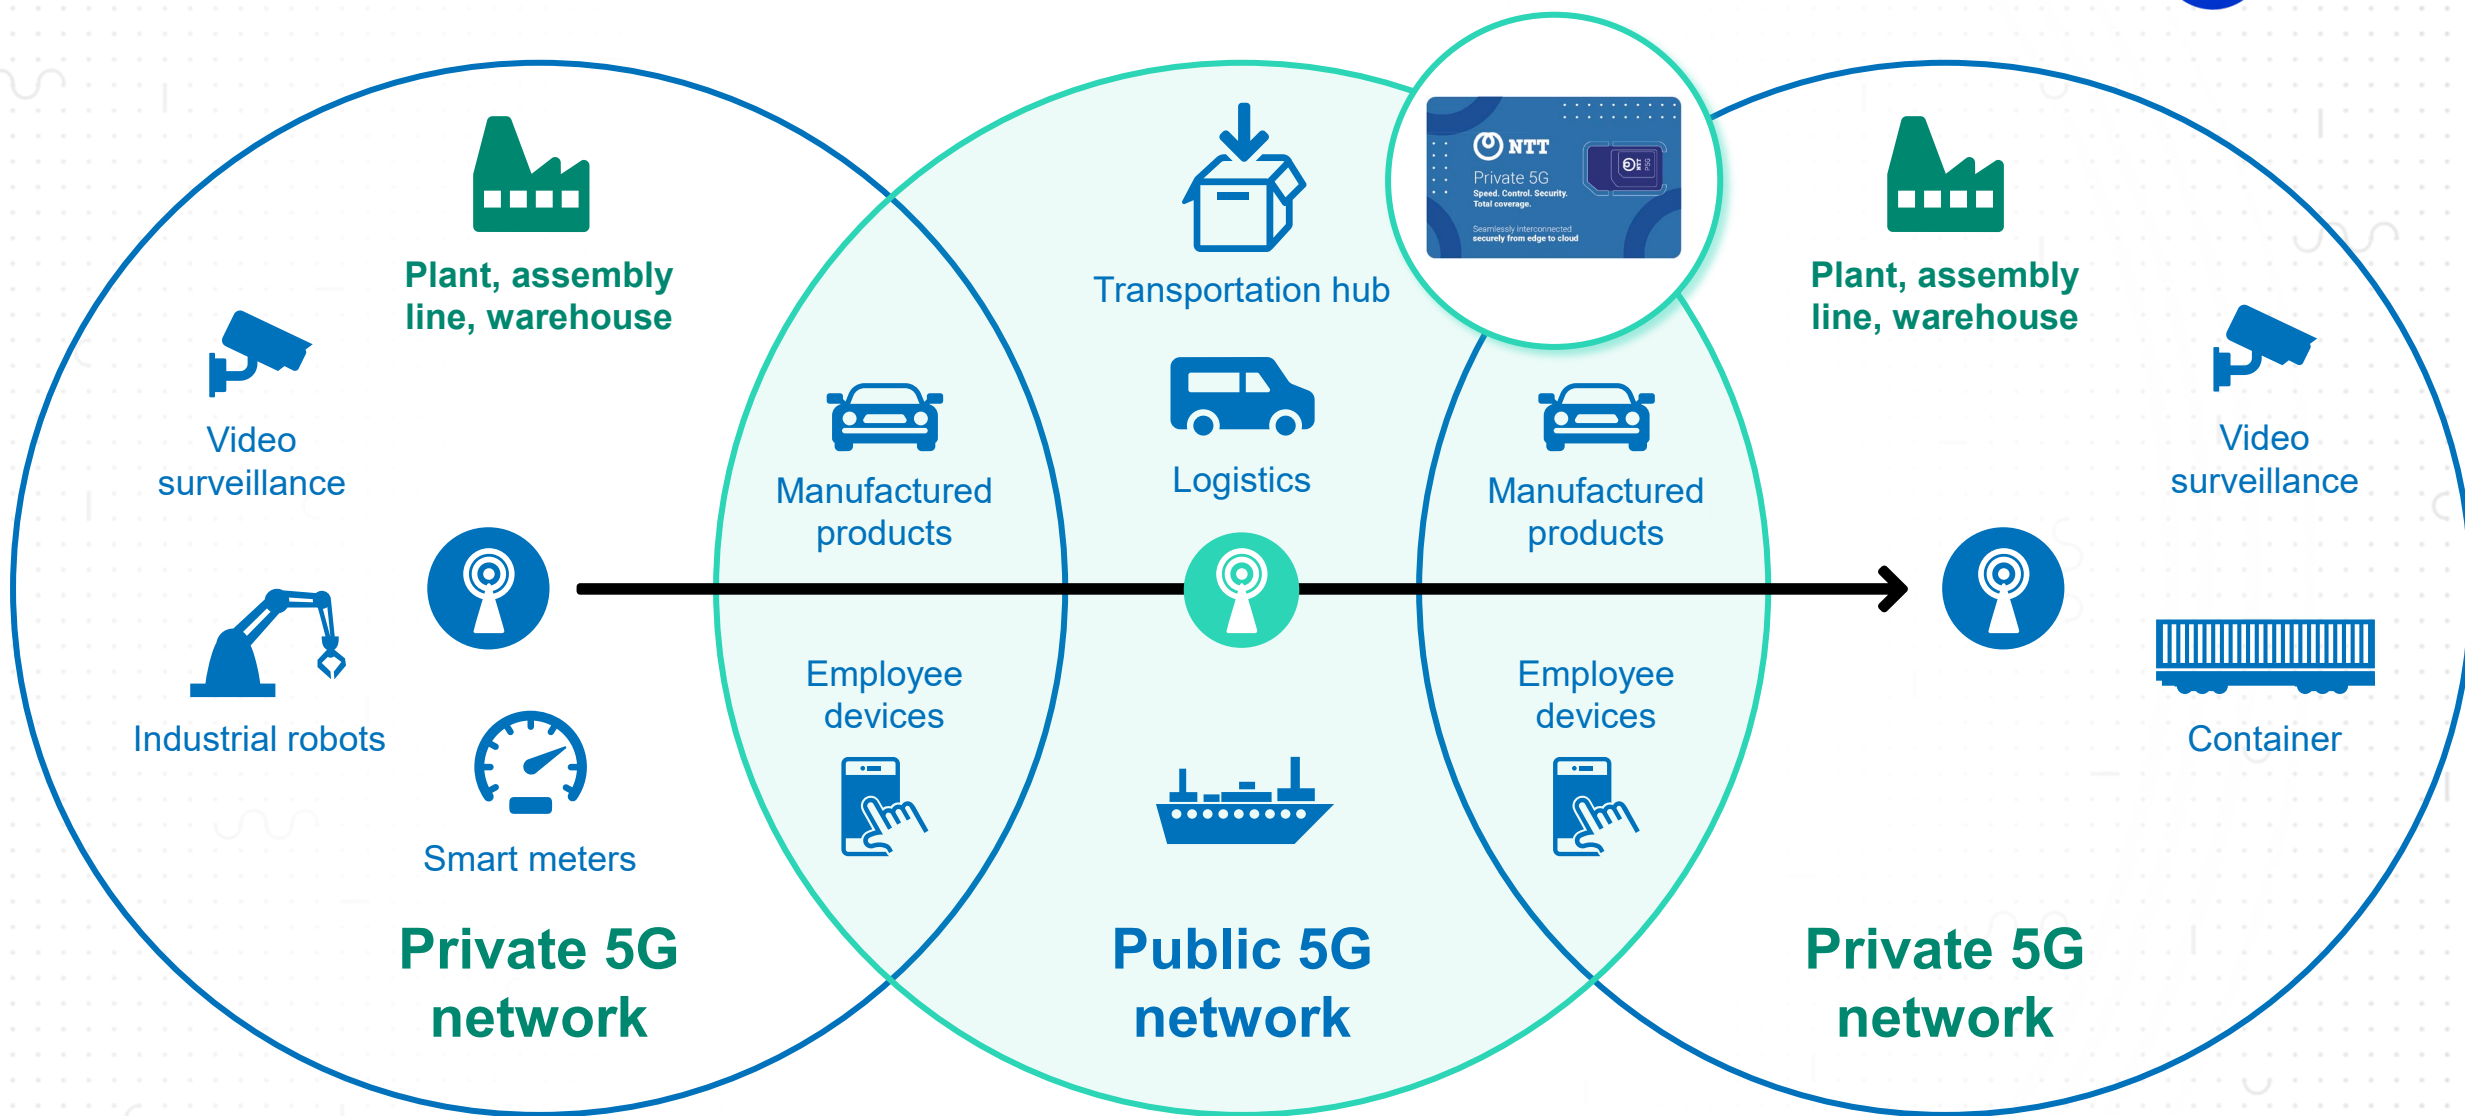 NTT
Private 5G
Speed. Control. Security.
Total coverage.
Seamlessly interconnected
securely from edge to cloud
NTT
P5G
Plant, assembly
line, warehouse
Transportation hub
Plant, assembly
line, warehouse
Video
surveillance
Manufactured
products
Logistics
Manufactured
products
Video
surveillance
Industrial robots
Employee
devices
Employee
devices
Container
Smart meters
Private 5G
network
Public 5G
network
Private 5G
network